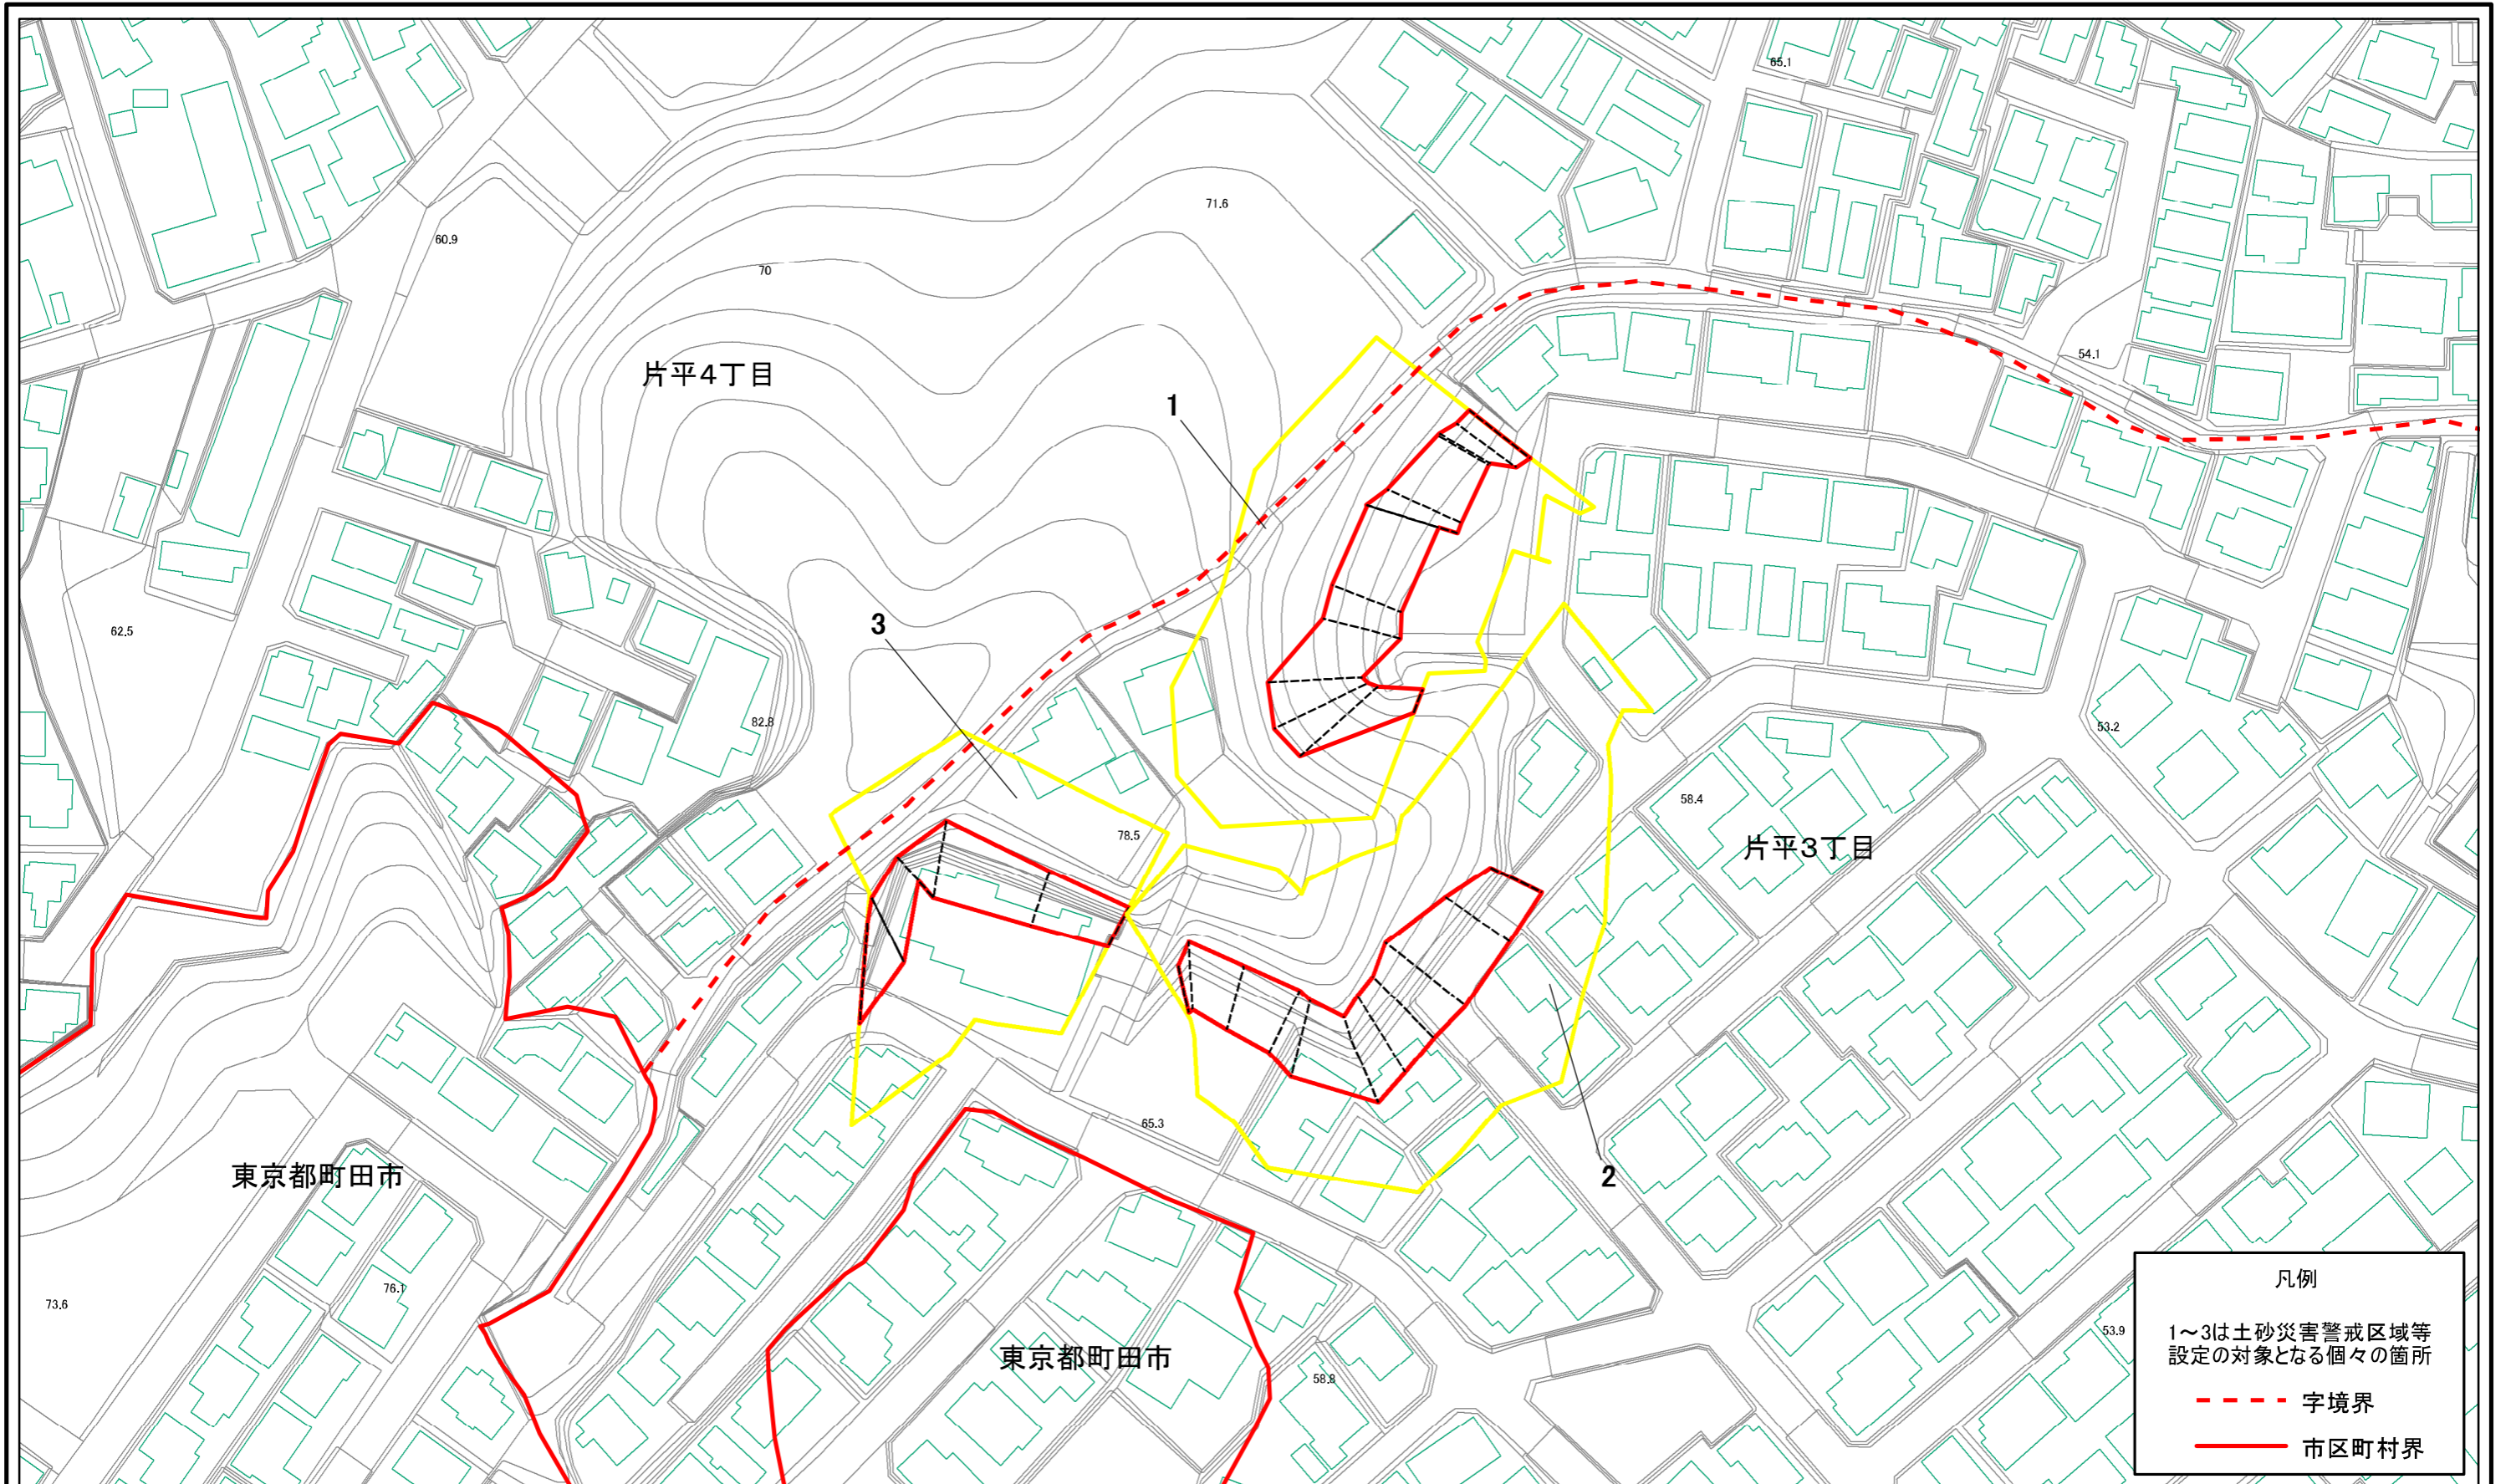 65.1
71.6
60.9
70
54.1
片平4丁目
1
3
62.5
82.8
53.2
58.4
78.5
片平3丁目
65.3
東京都町田市
2
73.6
76.1
東京都町田市
58.8
53.9
凡例
1～3は土砂災害警戒区域等
設定の対象となる個々の箇所
字境界
市区町村界